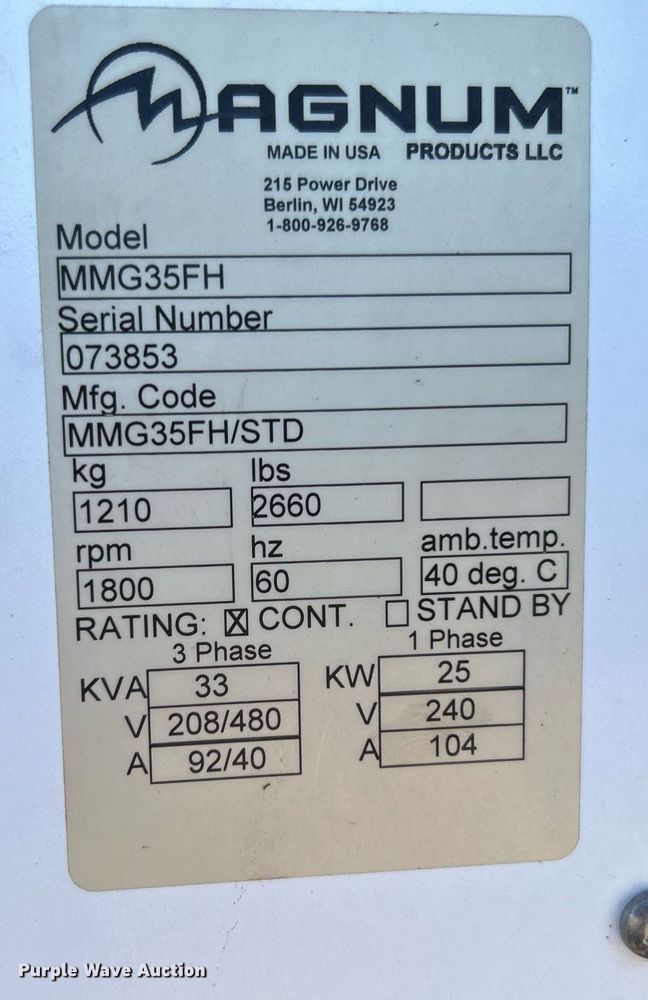 MAGNUM™
MADE IN USA PRODUCTS LLC
215 Power Drive
Berlin, WI 54923
1-800-926-9768
Model
MMG35FH
Serial Number
073853
Mfg. Code
MMG35FH/STD
kg lbs
1210 2660
rpm hz amb.temp.
1800 60 40 deg. C
RATING: X CONT. STAND BY
3 Phase 1 Phase
KVA 33 KW 25
V 208/480 V 240
A 92/40 A 104
Purple Wave Auction